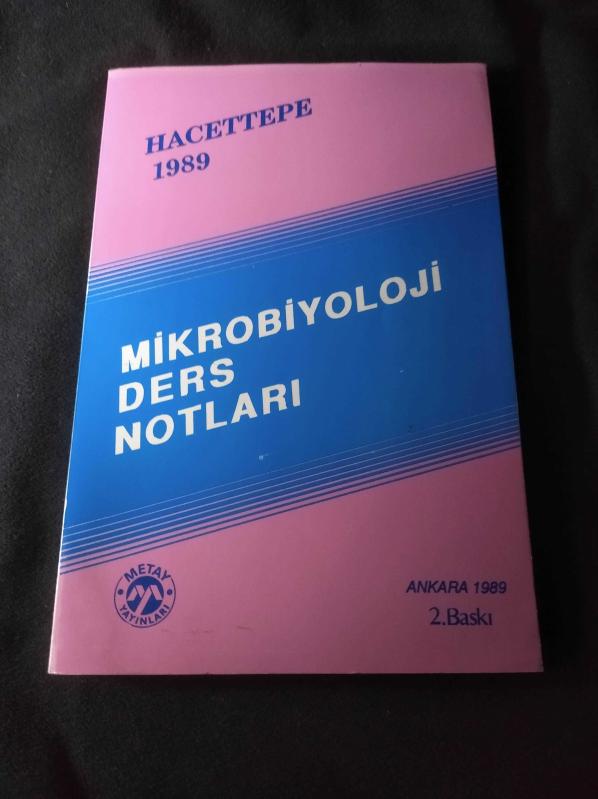 HACETTEPE
1989
MİKROBİYOLOJİ
DERS
NOTLARI
METAY
YAYINLARI
ANKARA 1989
2.Baskı